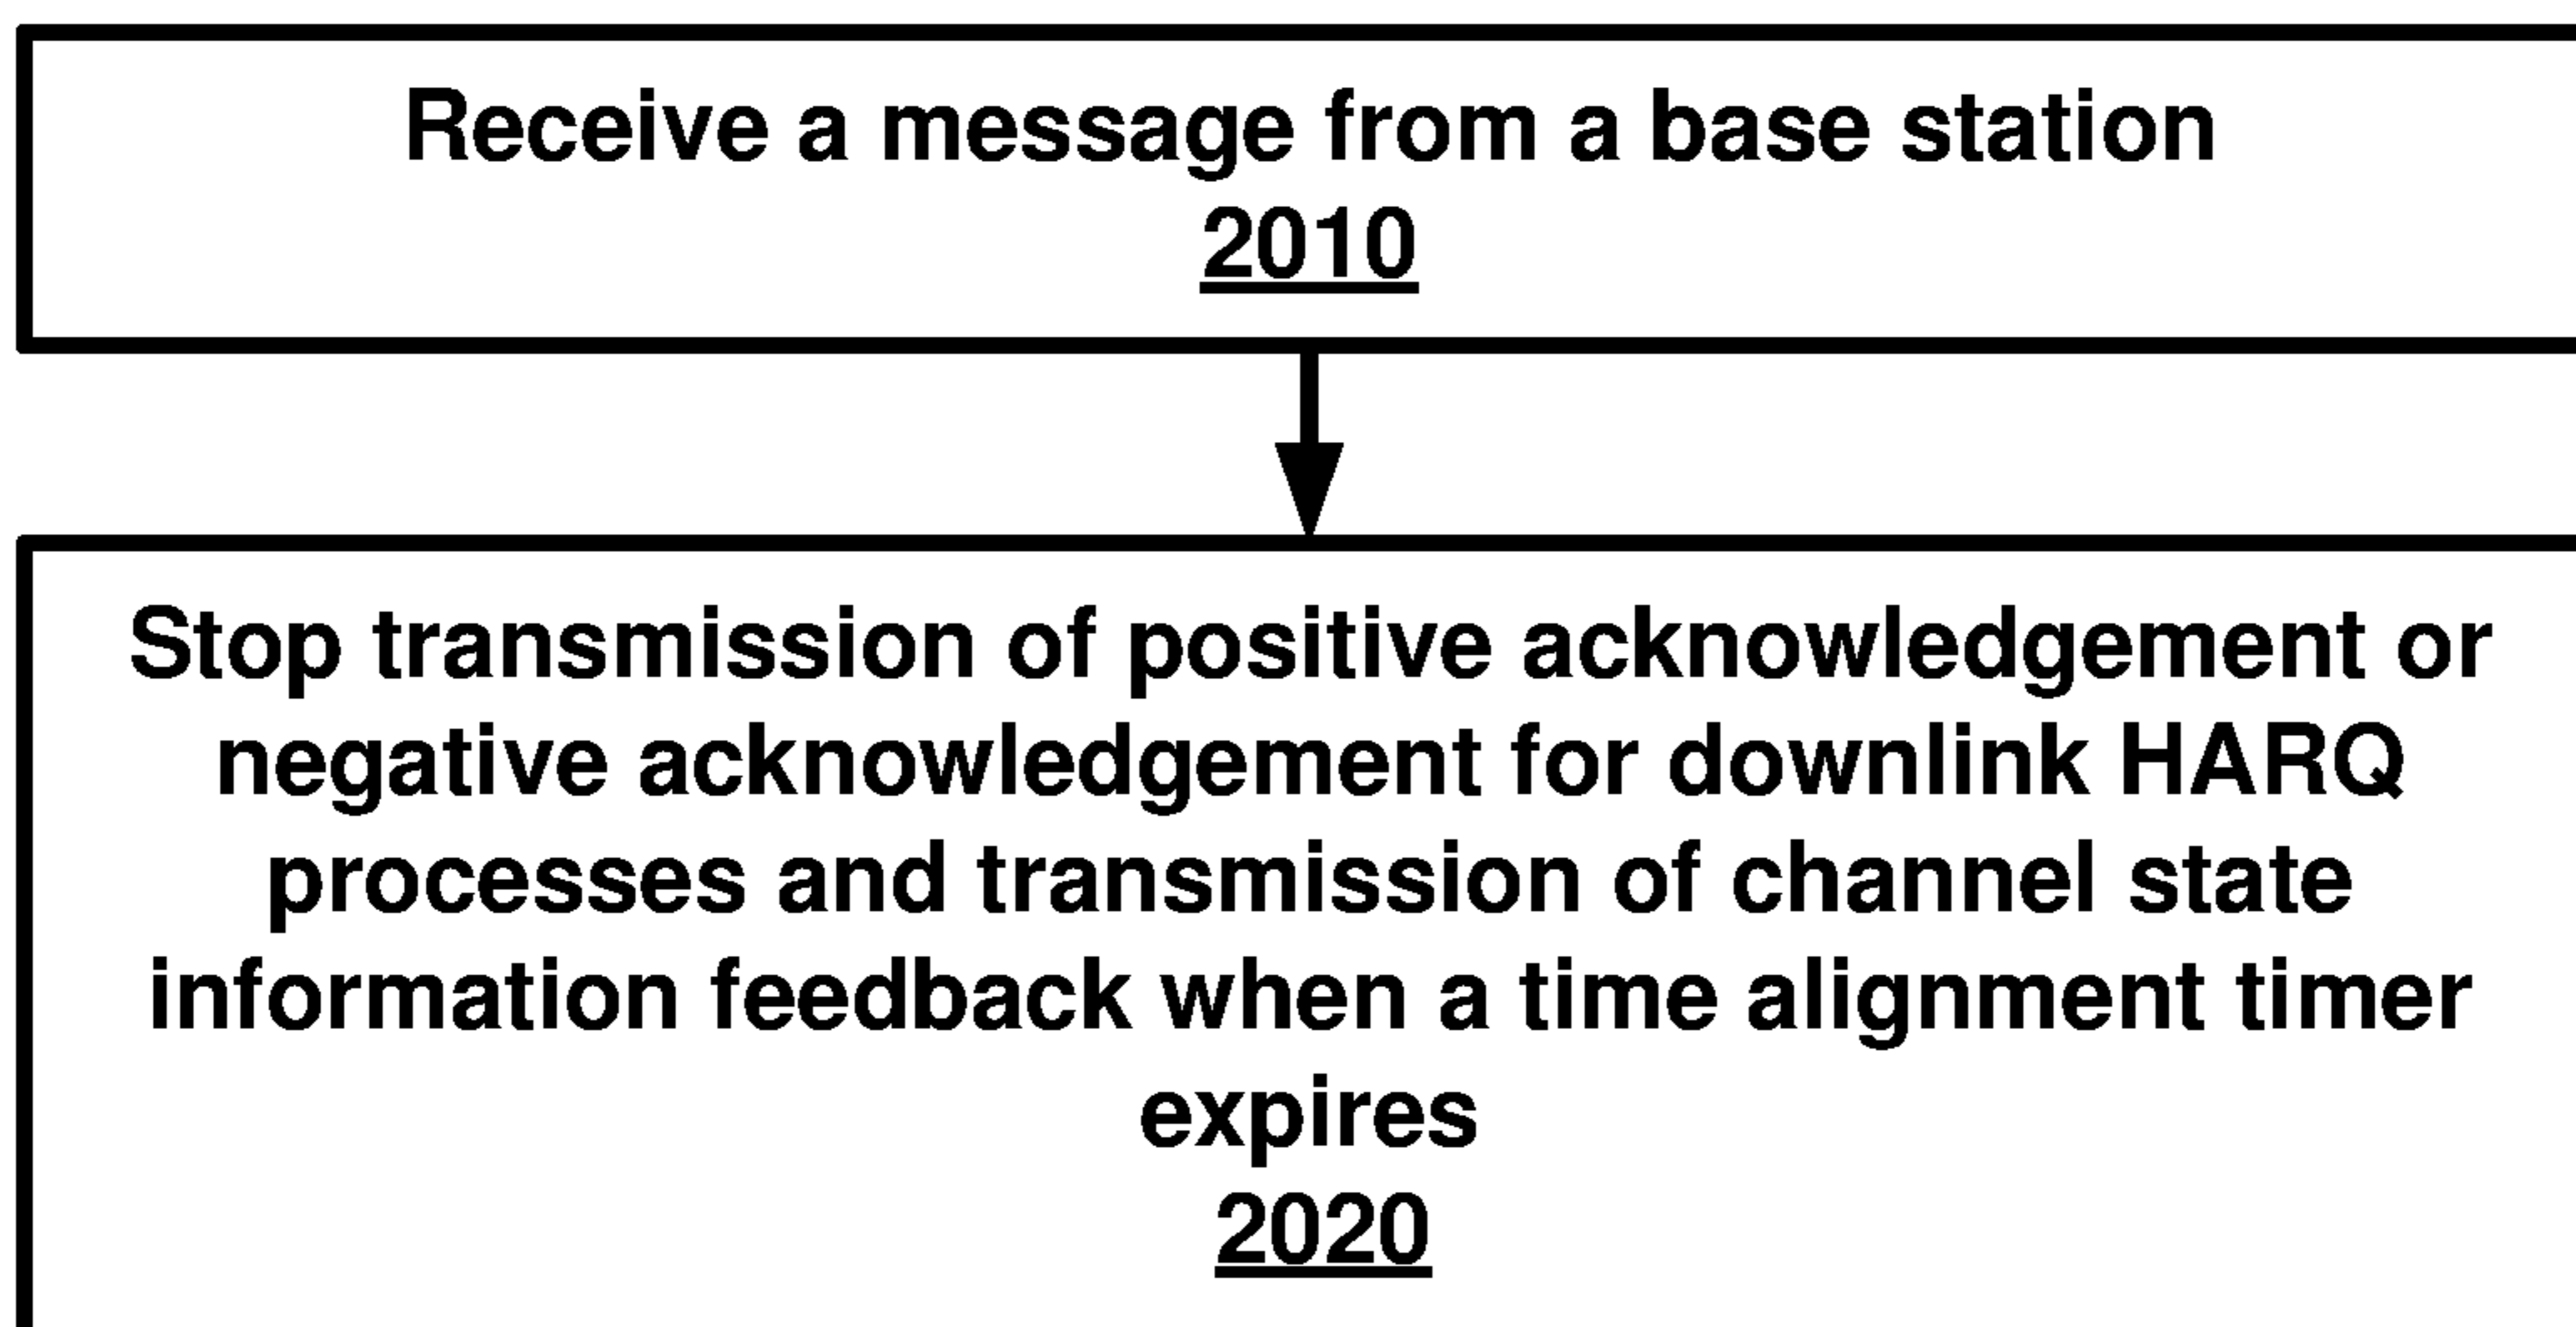 Receive a message from a base station
2010
Stop transmission of positive acknowledgement or
negative acknowledgement for downlink HARQ
processes and transmission of channel state
information feedback when a time alignment timer
expires
2020